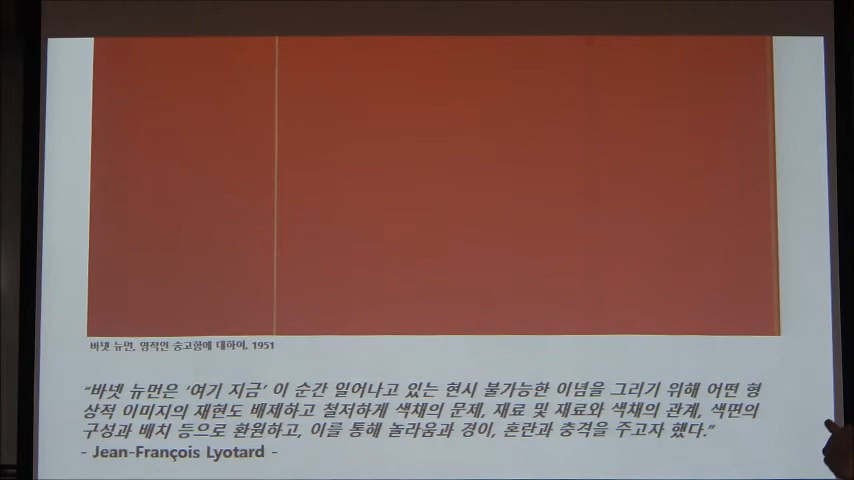 바넷 뉴먼, 영적인 숭고함에 대하여, 1951
“바넷 뉴먼은 ‘여기 지금’ 이 순간 일어나고 있는 현시 불가능한 이념을 그리기 위해 어떤 형
상적 이미지의 재현도 배제하고 철저하게 색채의 문제, 재료 및 재료와 색채의 관계, 색면의
구성과 배치 등으로 환원하고, 이를 통해 놀라움과 경이, 혼란과 충격을 주고자 했다.”
- Jean-François Lyotard -